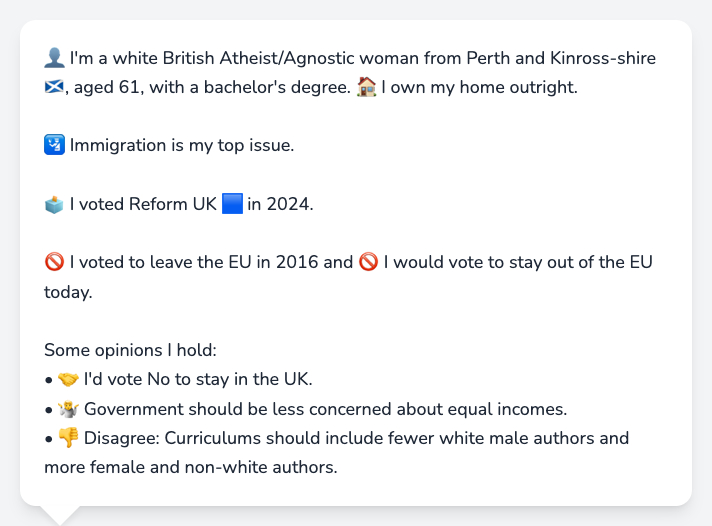 👤 I'm a white British Atheist/Agnostic woman from Perth and Kinross-shire
🏴󠁧󠁢󠁳󠁣󠁴󠁿, aged 61, with a bachelor's degree. 🏠 I own my home outright.
🛂 Immigration is my top issue.
🗳️ I voted Reform UK 🟦 in 2024.
🚫 I voted to leave the EU in 2016 and 🚫 I would vote to stay out of the EU
today.
Some opinions I hold:
• 🤝 I'd vote No to stay in the UK.
• 🤷 Government should be less concerned about equal incomes.
• 👎 Disagree: Curriculums should include fewer white male authors and
more female and non-white authors.